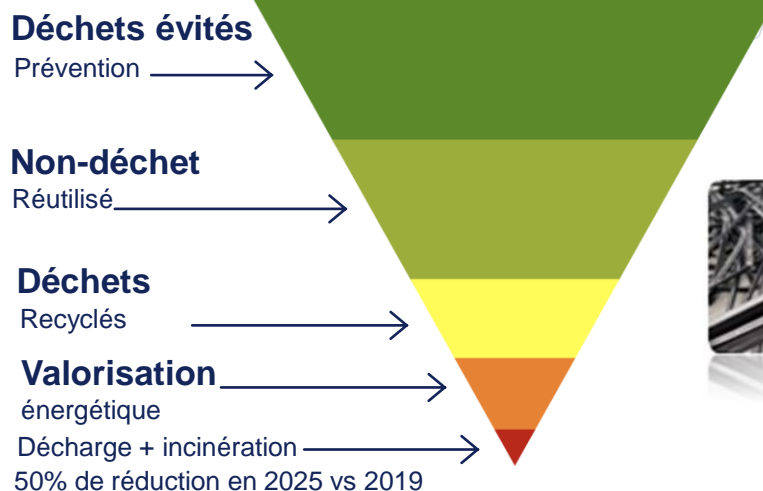 Déchets évités
Prévention
Non-déchet
Réutilisé
Déchets
Recyclés
Valorisation
énergétique
Décharge + incinération
50% de réduction en 2025 vs 2019